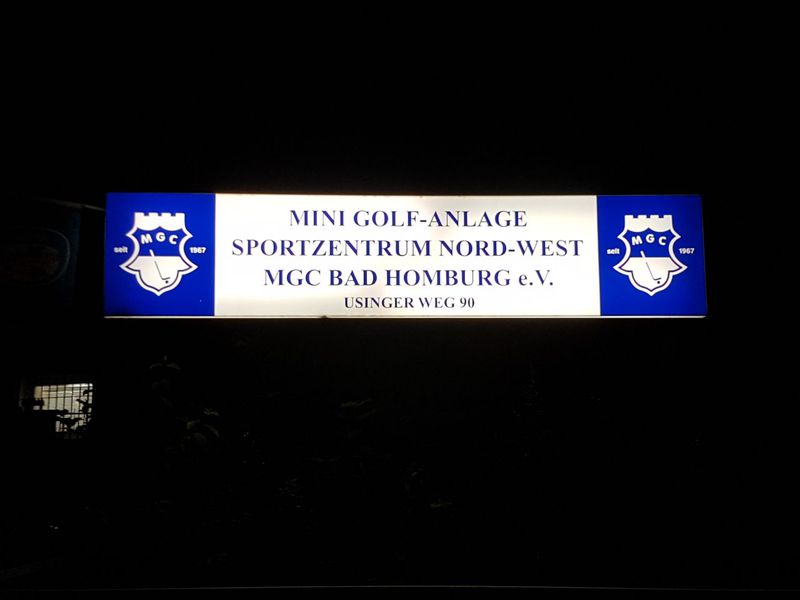 MINI GOLF-ANLAGE
SPORTZENTRUM NORD-WEST
MGC BAD HOMBURG e.V.
USINGER WEG 90
MGC
seit 1967
MGC
seit 1967